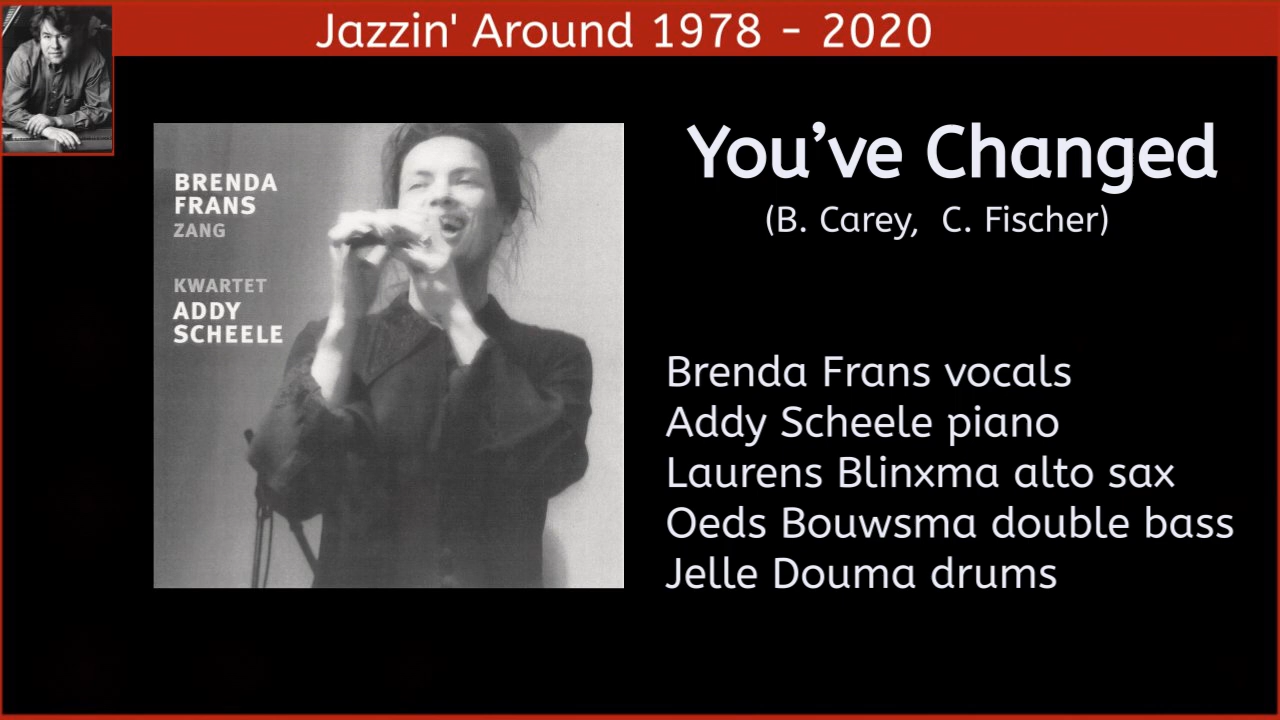 Jazzin' Around 1978 - 2020
BRENDA
FRANS
ZANG
KWARTET
ADDY
SCHEELE
You’ve Changed
(B. Carey, C. Fischer)
Brenda Frans vocals
Addy Scheele piano
Laurens Blinxma alto sax
Oeds Bouwsma double bass
Jelle Douma drums